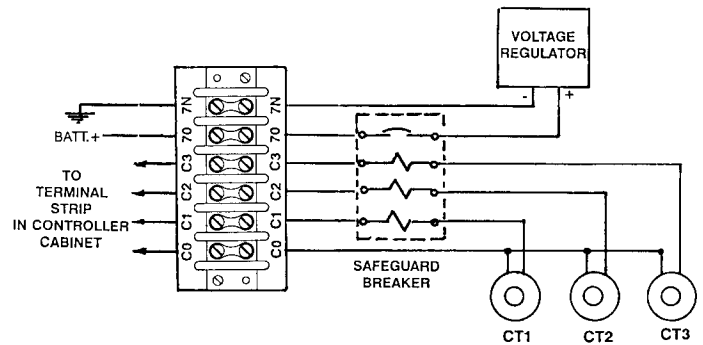 VOLTAGE
REGULATOR
- +
7N 7N
BATT.+ 70 70
C3 C3
TO
TERMINAL
STRIP
IN CONTROLLER
CABINET
C2 C2
C1 C1
C0 C0
SAFEGUARD
BREAKER
CT1 CT2 CT3